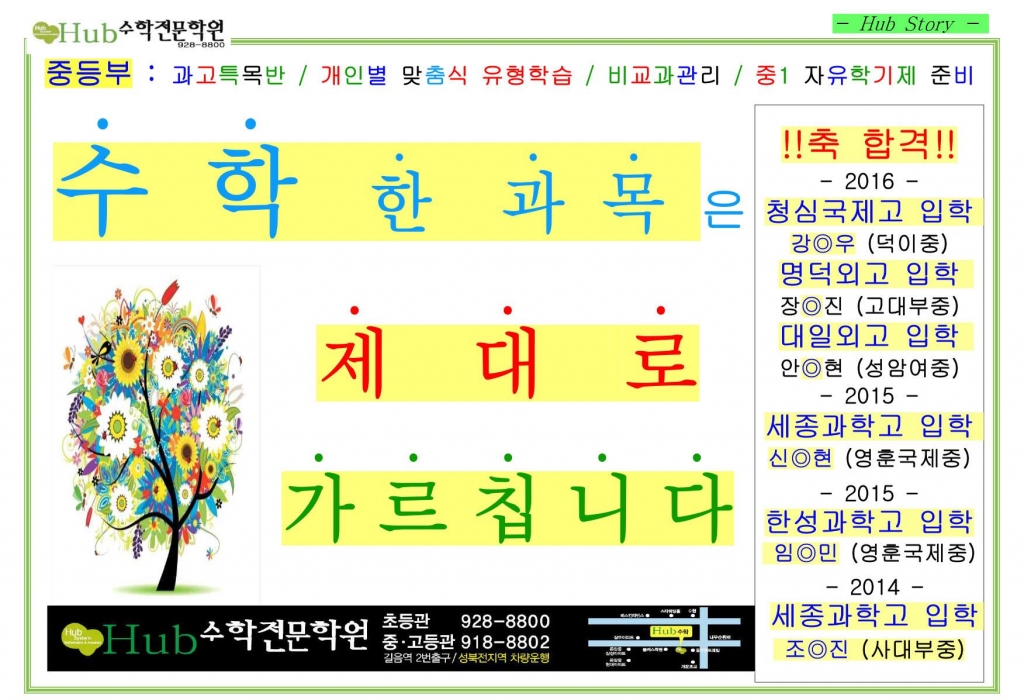 Hub 수학전문학원
928-8800
- Hub Story -
중등부 : 과고특목반 / 개인별 맞춤식 유형학습 / 비교과관리 / 중1 자유학기제 준비
수학 한 과목은
제대로
가르칩니다
!!축 합격!!
- 2016 -
청심국제고 입학
강◎우 (덕이중)
명덕외고 입학
장◎진 (고대부중)
대일외고 입학
안◎현 (성암여중)
- 2015 -
세종과학고 입학
신◎현 (영훈국제중)
- 2015 -
한성과학고 입학
임◎민 (영훈국제중)
- 2014 -
세종과학고 입학
조◎진 (사대부중)
Hub
Hub 수학전문학원
초등관 928-8800
중·고등관 918-8802
길음역 2번출구 / 성북전지역 차량운행
Hub수학